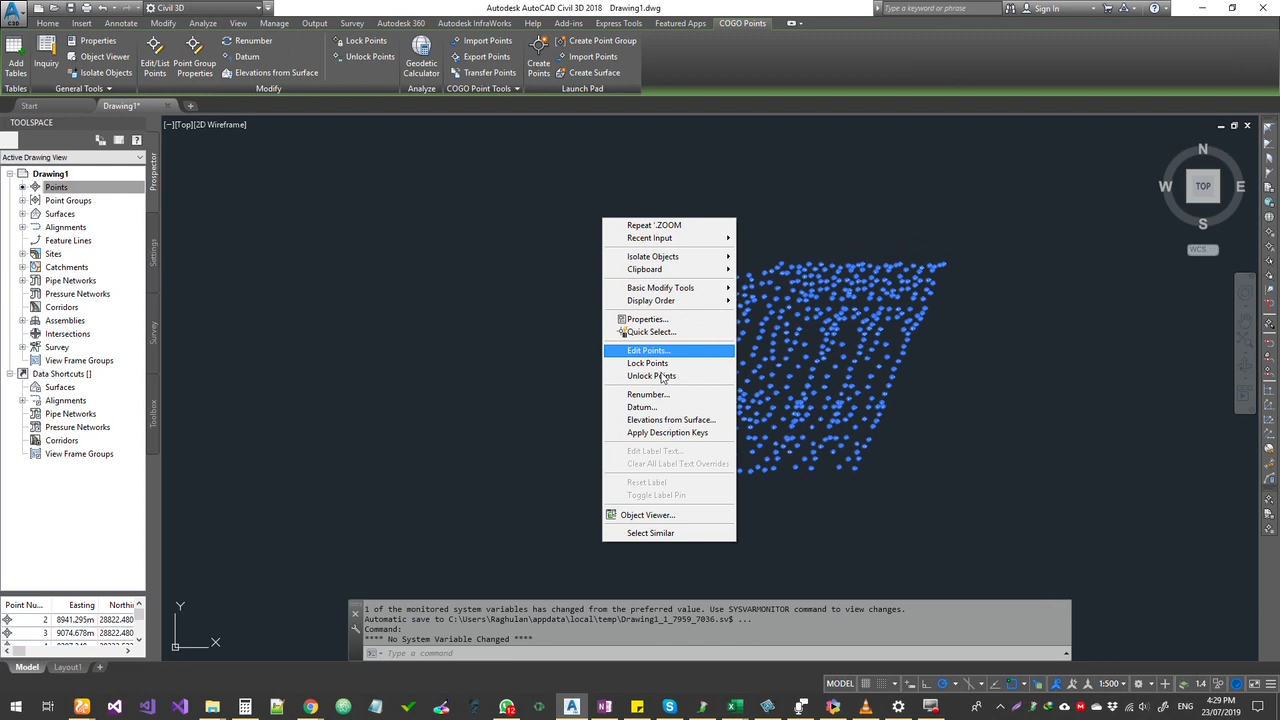 Autodesk AutoCAD Civil 3D 2018 Drawing1.dwg
Civil 3D
Type a keyword or phrase
Sign In
Home Insert Annotate Modify Analyze View Manage Output Survey Autodesk 360 Autodesk InfraWorks Help Add-ins Express Tools Featured Apps COGO Points
Properties Renumber Lock Points Import Points Create Point Group
Object Viewer Datum Unlock Points Export Points Import Points
Isolate Objects Elevations from Surface Transfer Points Create Surface
Add Tables
Inquiry
Edit/List Points
Point Group Properties
Geodetic Calculator
Create Points
Tables General Tools Modify Analyze COGO Point Tools Launch Pad
Start Drawing1*
TOOLSPACE
[−][Top][2D Wireframe]
Active Drawing View
Drawing1
Points
Point Groups
Surfaces
Alignments
Feature Lines
Sites
Catchments
Pipe Networks
Pressure Networks
Corridors
Assemblies
Intersections
Survey
View Frame Groups
Data Shortcuts []
Surfaces
Alignments
Pipe Networks
Pressure Networks
Corridors
View Frame Groups
Prospector
Settings
Survey
Toolbox
Repeat '.ZOOM
Recent Input
Isolate Objects
Clipboard
Basic Modify Tools
Display Order
Properties...
Quick Select...
Edit Points...
Lock Points
Unlock Points
Renumber...
Datum...
Elevations from Surface...
Apply Description Keys
Edit Label Text...
Clear All Label Text Overrides
Reset Label
Toggle Label Pin
Object Viewer...
Select Similar
N
W TOP E
S
WCS
Point Nu... Easting Northi
2 8941.295m 28822.480
3 9074.678m 28822.480
Y
X
1 of the monitored system variables has changed from the preferred value. Use SYSVARMONITOR command to view changes.
Automatic save to C:\Users\Raghulan\appdata\local\temp\Drawing1_1_7959_7036.sv$ ...
Command:
**** No System Variable Changed ****
Type a command
Model Layout1 +
MODEL 1:500 1.4
ENG 4:29 PM
23/07/2019